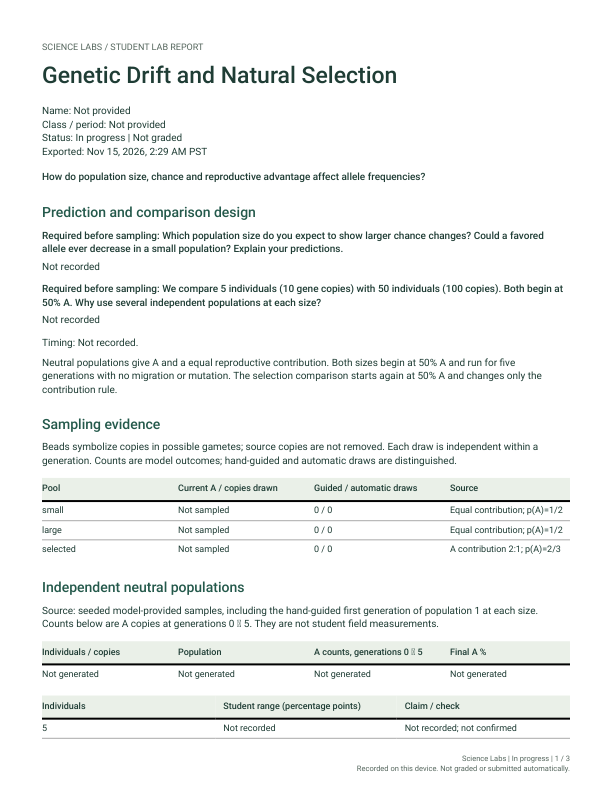 SCIENCE LABS / STUDENT LAB REPORT
Genetic Drift and Natural Selection
Name: Not provided
Class / period: Not provided
Status: In progress | Not graded
Exported: Nov 15, 2026, 2:29 AM PST
How do population size, chance and reproductive advantage affect allele frequencies?
Prediction and comparison design
Required before sampling: Which population size do you expect to show larger chance changes? Could a favored
allele ever decrease in a small population? Explain your predictions.
Not recorded
Required before sampling: We compare 5 individuals (10 gene copies) with 50 individuals (100 copies). Both begin at
50% A. Why use several independent populations at each size?
Not recorded
Timing: Not recorded.
Neutral populations give A and a equal reproductive contribution. Both sizes begin at 50% A and run for five
generations with no migration or mutation. The selection comparison starts again at 50% A and changes only the
contribution rule.
Sampling evidence
Beads symbolize copies in possible gametes; source copies are not removed. Each draw is independent within a
generation. Counts are model outcomes; hand-guided and automatic draws are distinguished.
Pool Current A / copies drawn Guided / automatic draws Source
small Not sampled 0 / 0 Equal contribution; p(A)=1/2
large Not sampled 0 / 0 Equal contribution; p(A)=1/2
selected Not sampled 0 / 0 A contribution 2:1; p(A)=2/3
Independent neutral populations
Source: seeded model-provided samples, including the hand-guided first generation of population 1 at each size.
Counts below are A copies at generations 0 5. They are not student field measurements.
Individuals / copies Population A counts, generations 0 5 Final A %
Not generated Not generated Not generated Not generated
Individuals Student range (percentage points) Claim / check
5 Not recorded Not recorded; not confirmed
Science Labs | In progress | 1 / 3
Recorded on this device. Not graded or submitted automatically.